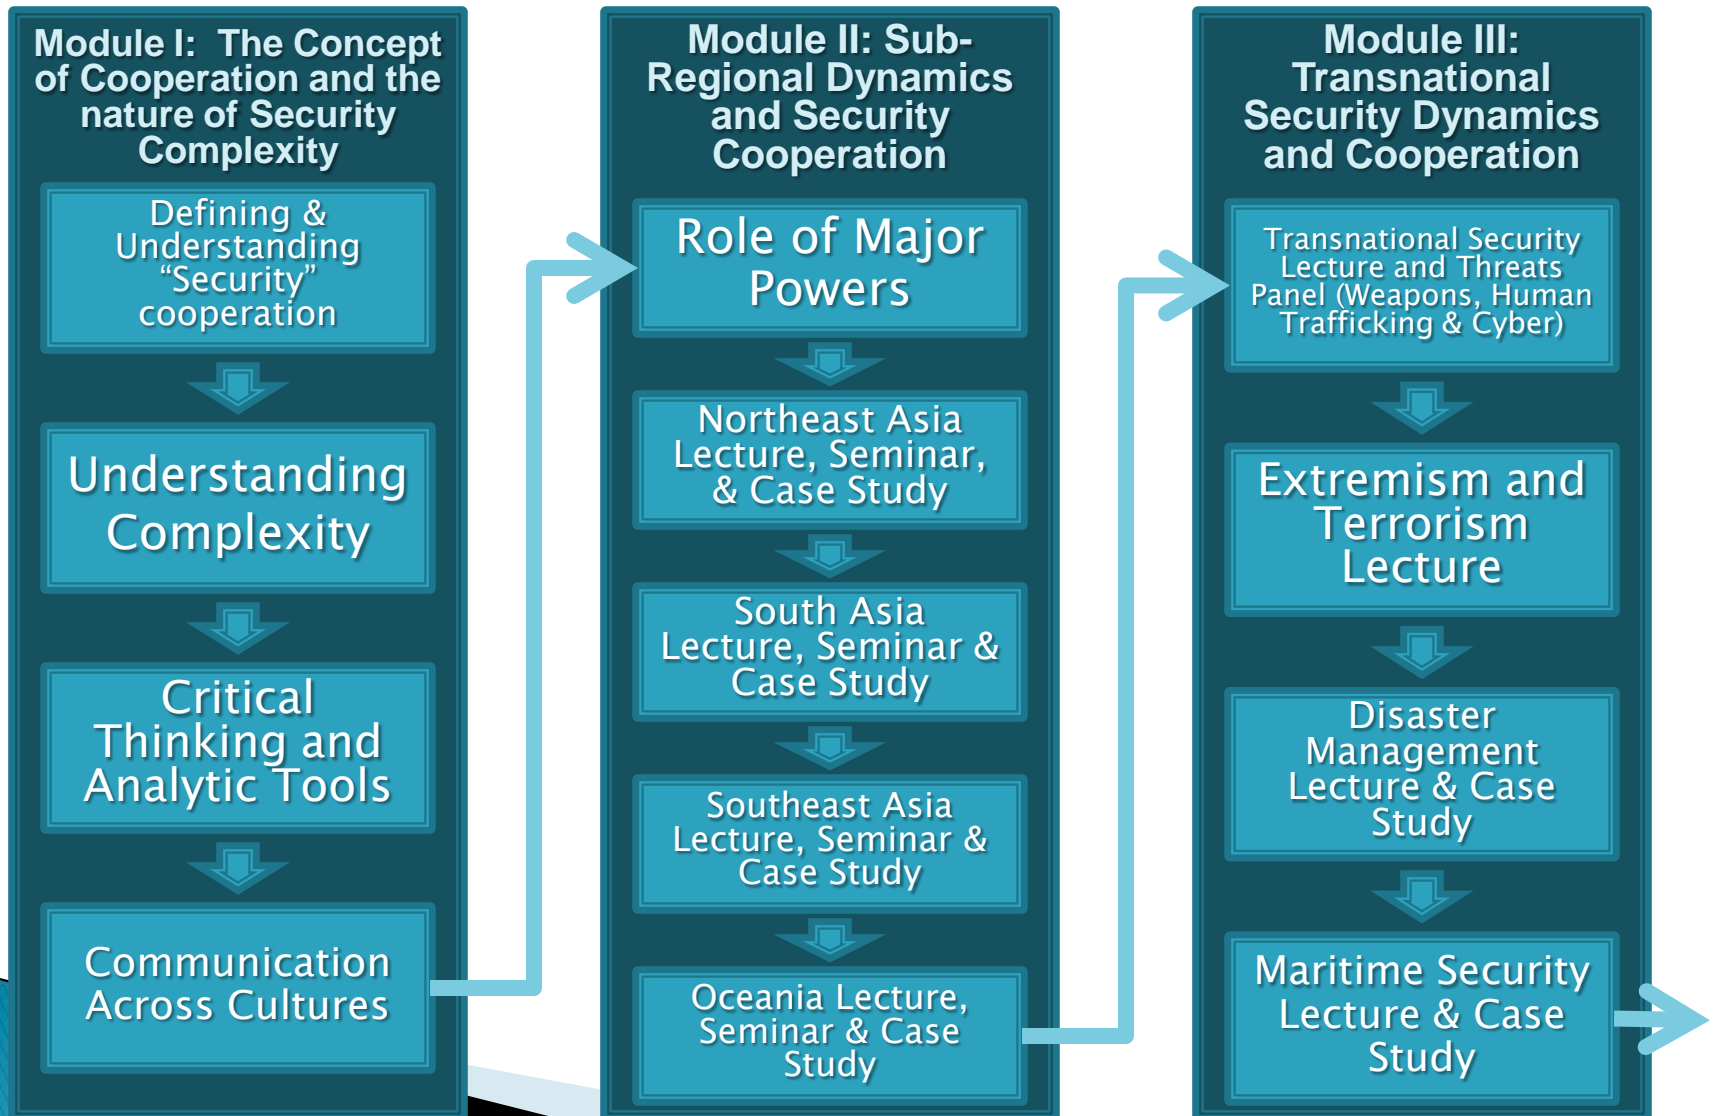 Module I:  The Concept
of Cooperation and the
nature of Security
Complexity
Defining &
Understanding
“Security”
cooperation
Understanding
Complexity
Critical
Thinking and
Analytic Tools
Communication
Across Cultures
Module II: Sub-
Regional Dynamics
and Security
Cooperation
Role of Major
Powers
Northeast Asia
Lecture, Seminar,
& Case Study
South Asia
Lecture, Seminar &
Case Study
Southeast Asia
Lecture, Seminar &
Case Study
Oceania Lecture,
Seminar & Case
Study
Module III:
Transnational
Security Dynamics
and Cooperation
Transnational Security
Lecture and Threats
Panel (Weapons, Human
Trafficking & Cyber)
Extremism and
Terrorism
Lecture
Disaster
Management
Lecture & Case
Study
Maritime Security
Lecture & Case
Study